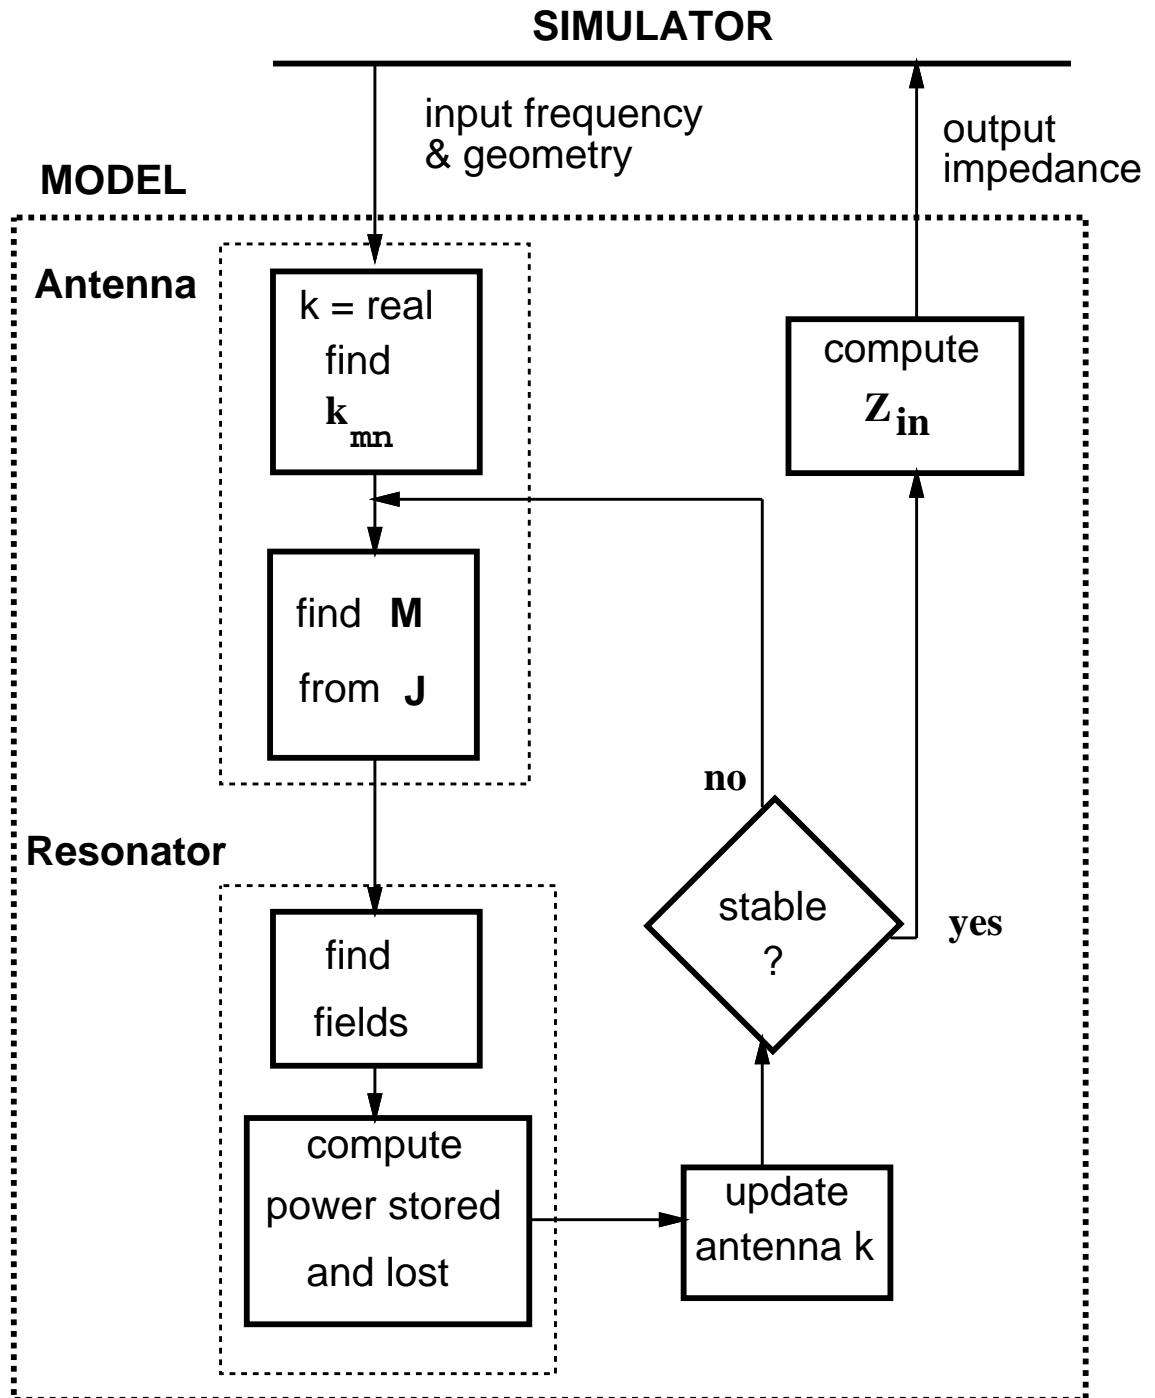 SIMULATOR
input frequency
& geometry
output
impedance
MODEL
Antenna
k = real
find
k mn
compute
Z in
find M
from J
no
Resonator
stable
?
yes
find
fields
compute
power stored
and lost
update
antenna k